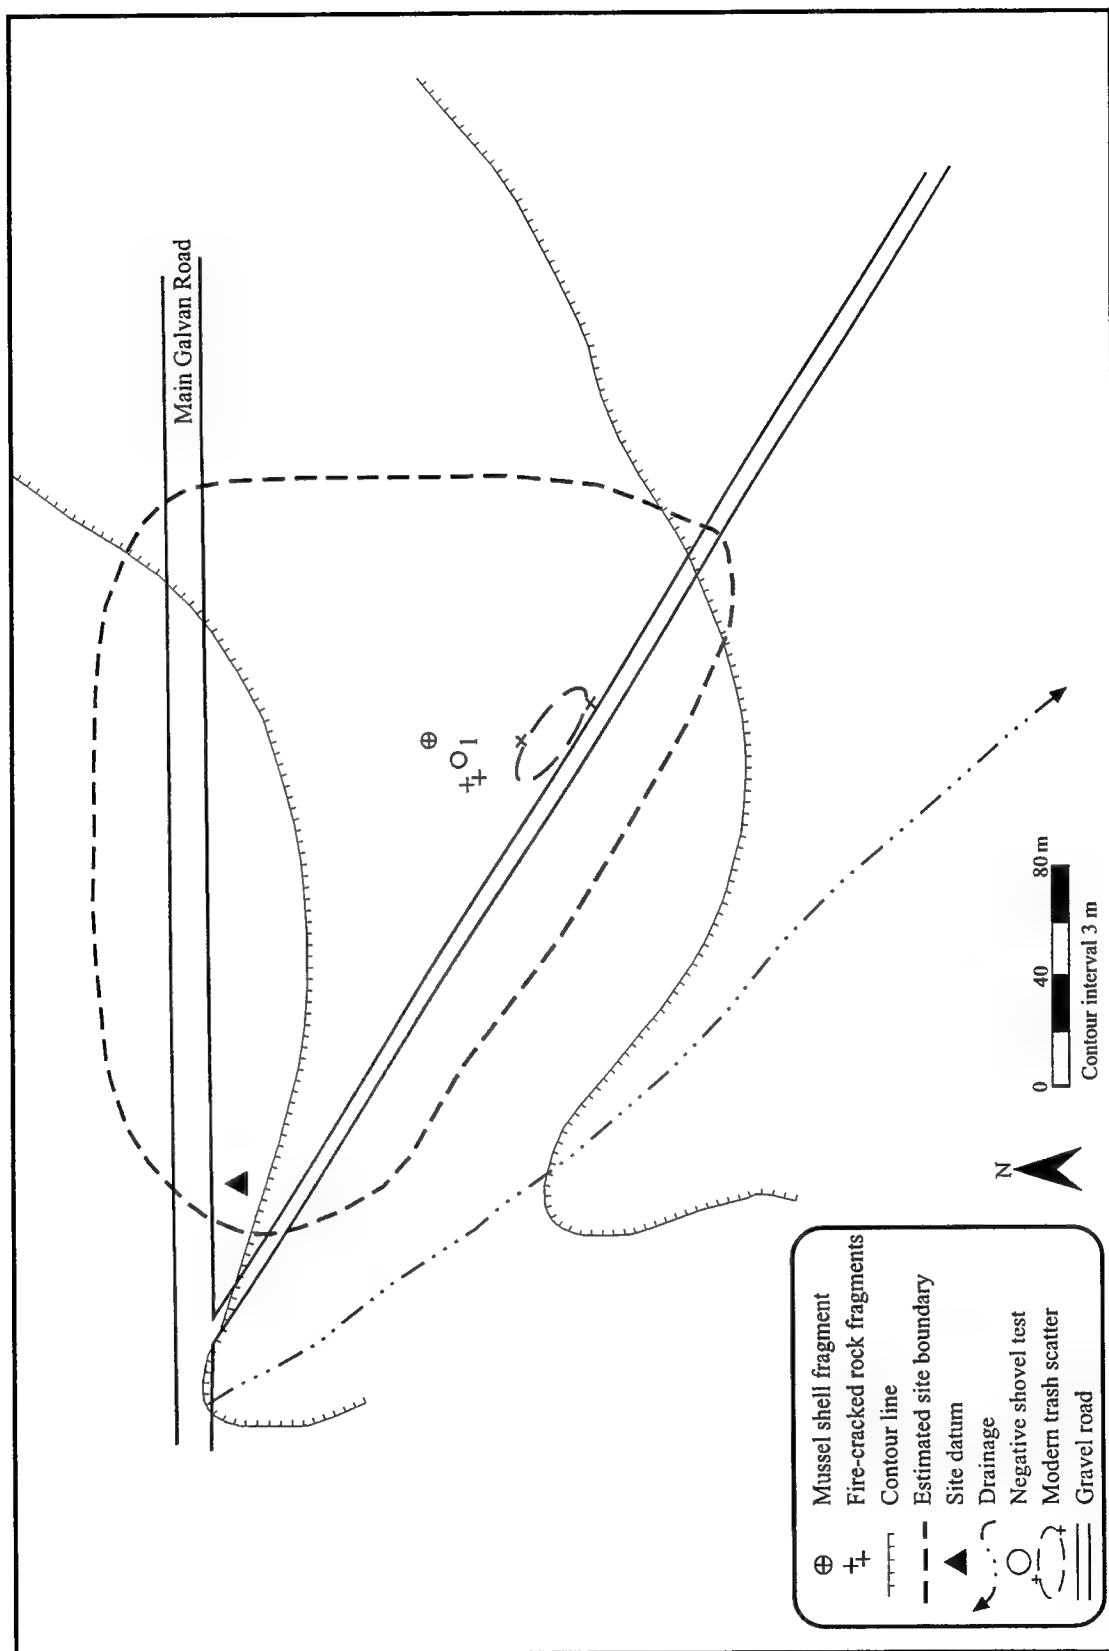 Main Galvan Road
1
N
0 40 80 m
Contour interval 3 m
Mussel shell fragment
Fire-cracked rock fragments
Contour line
Estimated site boundary
Site datum
Drainage
Negative shovel test
Modern trash scatter
Gravel road